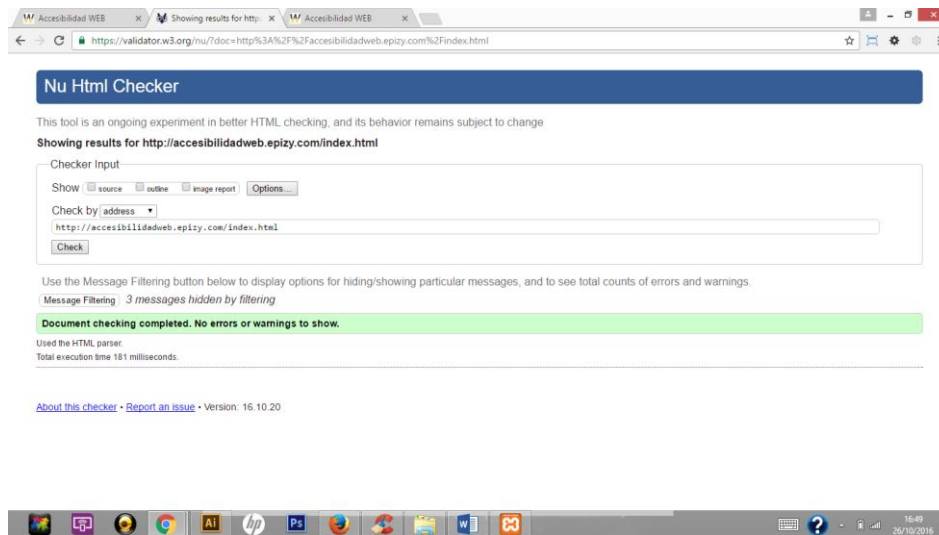 Accesibilidad WEB
Showing results for http:
Accesibilidad WEB
https://validator.w3.org/nu/?doc=http%3A%2F%2Faccesibilidadweb.epizy.com%2Findex.html
Nu Html Checker
This tool is an ongoing experiment in better HTML checking, and its behavior remains subject to change
Showing results for http://accesibilidadweb.epizy.com/index.html
Checker Input
Show source outline image report Options...
Check by address
http://accesibilidadweb.epizy.com/index.html
Check
Use the Message Filtering button below to display options for hiding/showing particular messages, and to see total counts of errors and warnings.
Message Filtering 3 messages hidden by filtering
Document checking completed. No errors or warnings to show.
Used the HTML parser.
Total execution time 181 milliseconds.
About this checker • Report an issue • Version: 16.10.20
Ai hp Ps W
16:49
26/10/2016